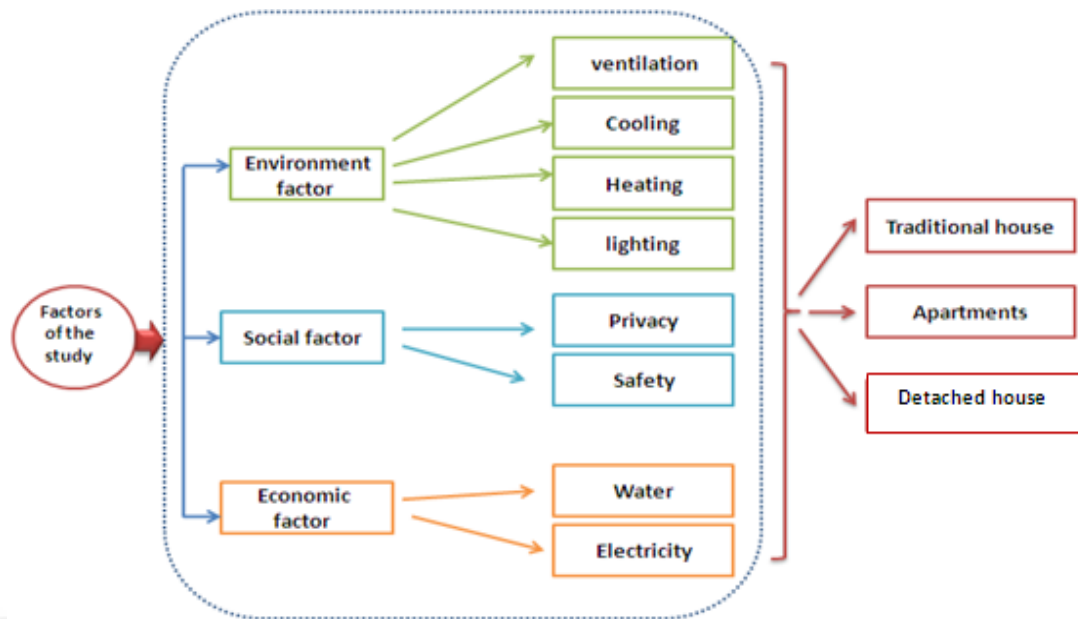 Factors
of the
study
Environment
factor
Social factor
Economic
factor
ventilation
Cooling
Heating
lighting
Privacy
Safety
Water
Electricity
Traditional house
Apartments
Detached house